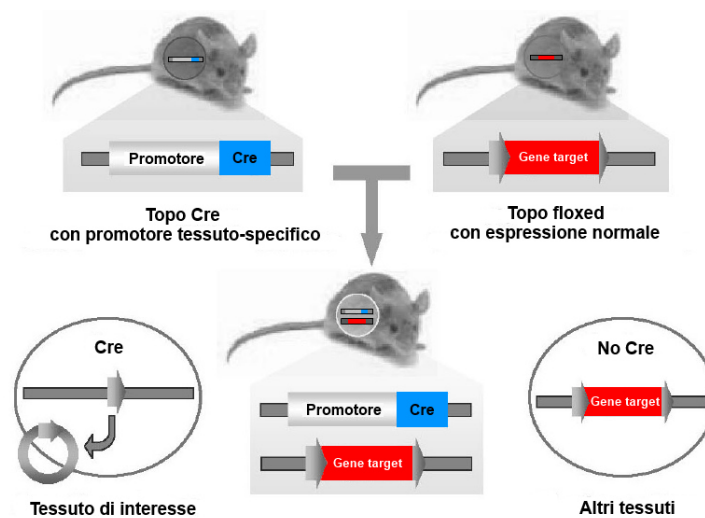 Promotore Cre
Gene target
Topo Cre
con promotore tessuto-specifico
Topo floxed
con espressione normale
Cre
No Cre
Promotore Cre
Gene target
Gene target
Tessuto di interesse
Altri tessuti